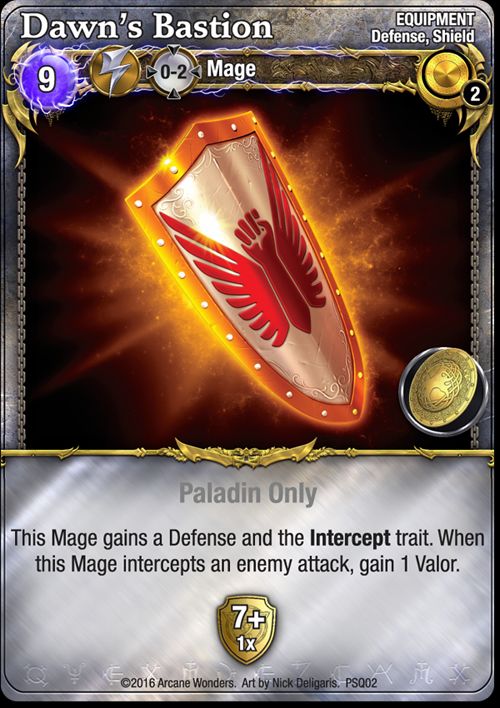 Dawn's Bastion
EQUIPMENT
Defense, Shield
9
0-2
Mage
2
Paladin Only
This Mage gains a Defense and the Intercept trait. When
this Mage intercepts an enemy attack, gain 1 Valor.
7+
1x
©2016 Arcane Wonders. Art by Nick Deligaris. PSQ02